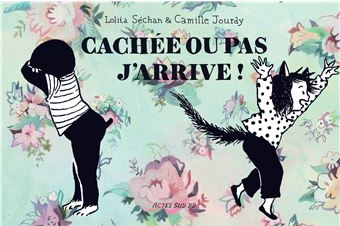 Lolita Séchan & Camille Jourdy
CACHÉE OU PAS
J'ARRIVE !
ACTES SUD BD